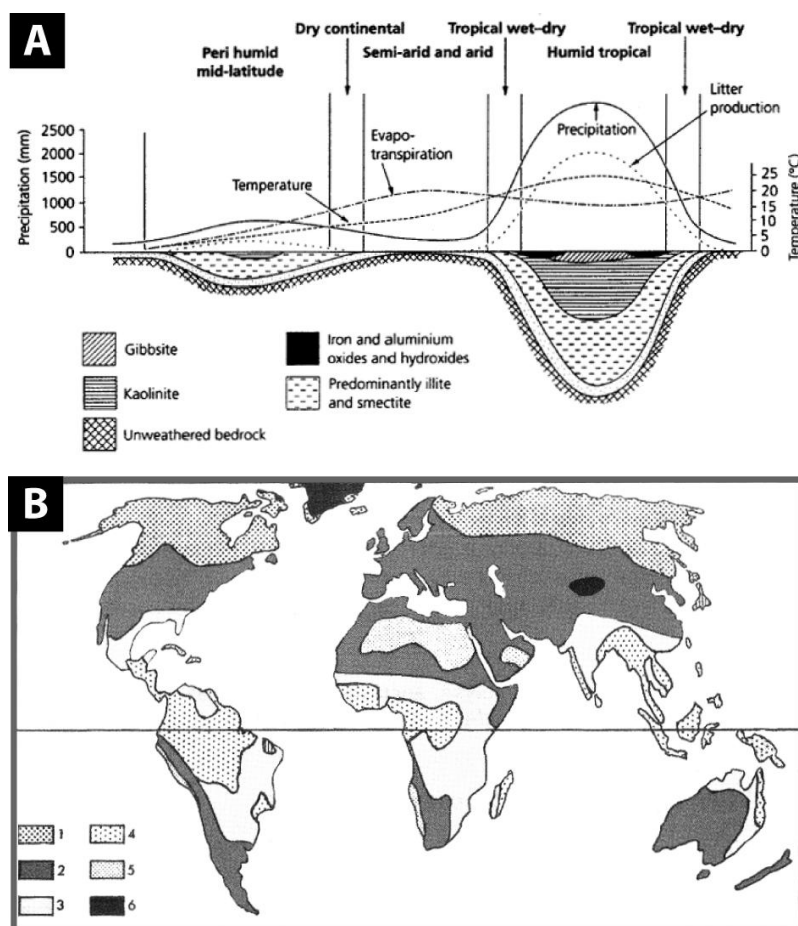 A
Dry continental
Tropical wet–dry
Tropical wet–dry
Peri humid
mid-latitude
Semi-arid and arid
Humid tropical
Litter
production
Precipitation
Evapo-
transpiration
Temperature
Precipitation (mm)
2500
2000
1500
1000
500
0
25
20
15
10
5
0
Temperature (°C)
Gibbsite
Iron and aluminium
oxides and hydroxides
Kaolinite
Predominantly illite
and smectite
Unweathered bedrock
B
1
4
2
5
3
6